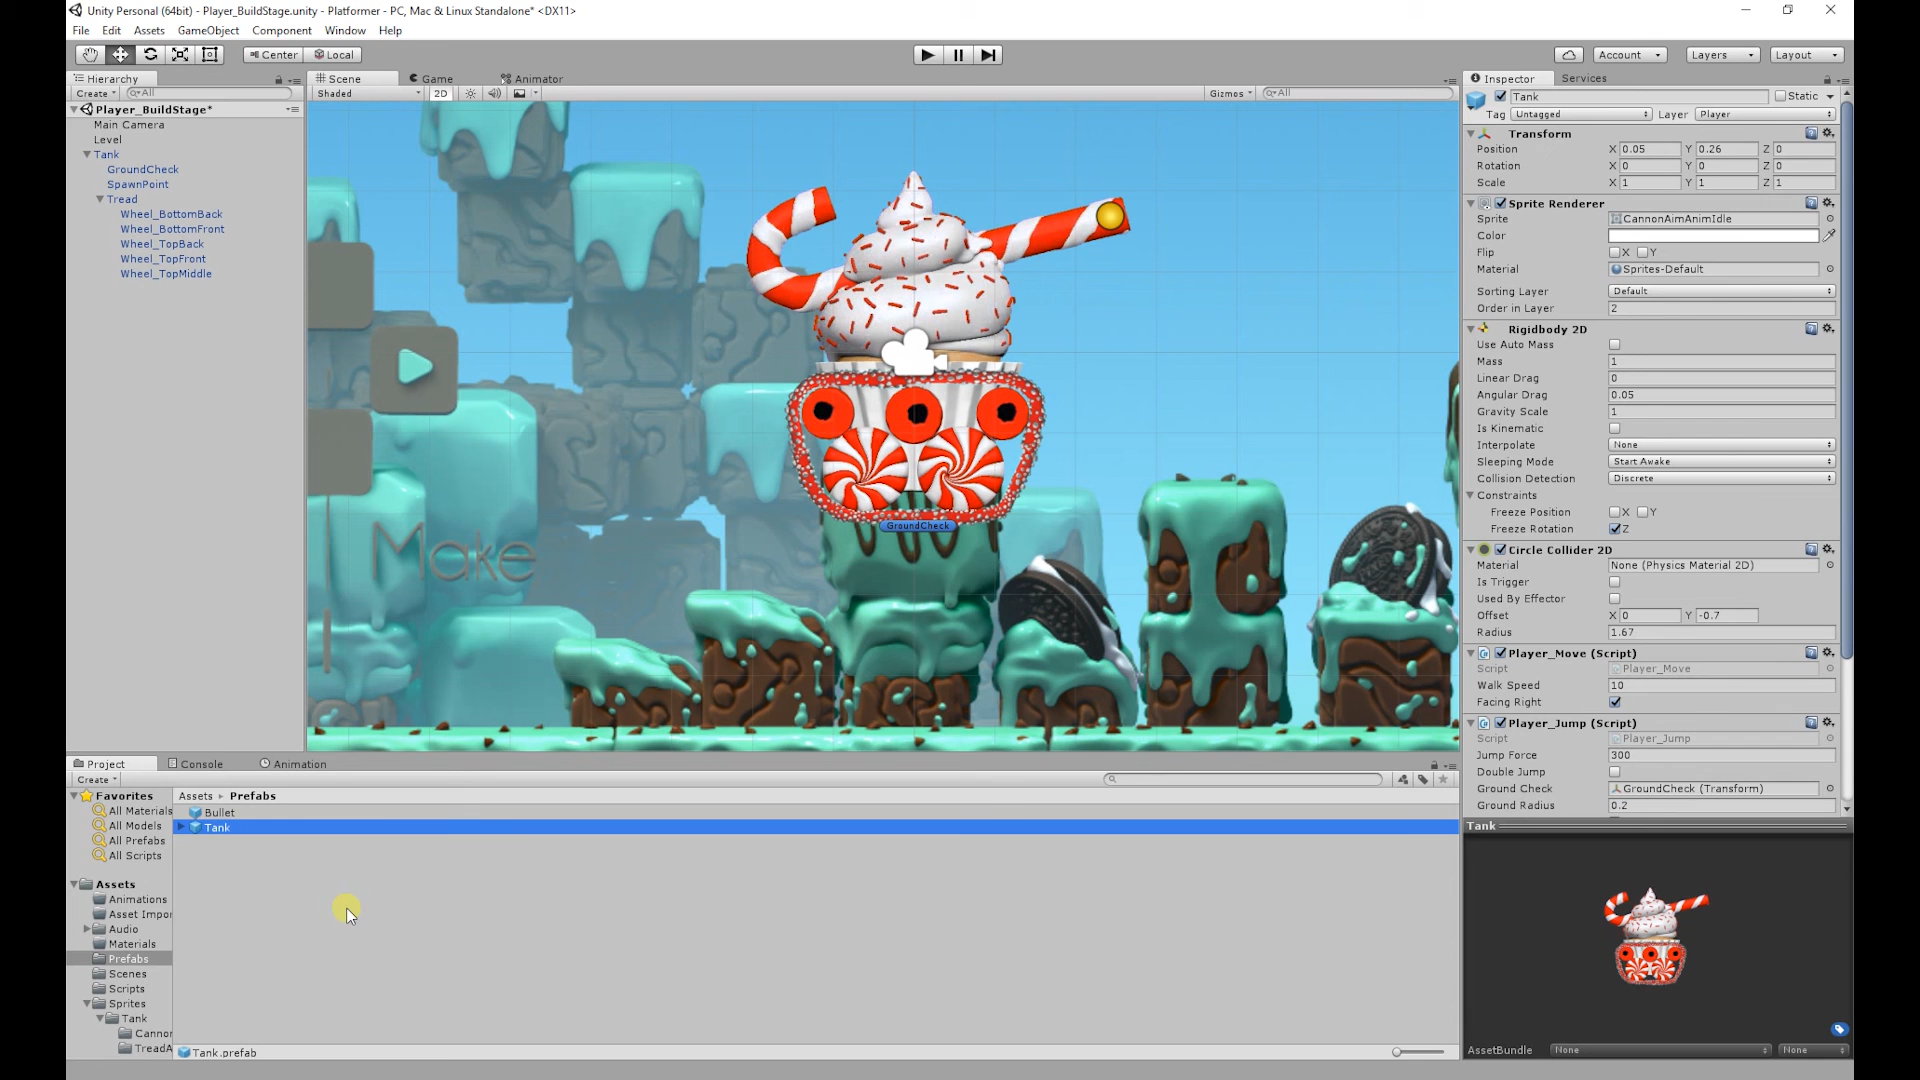 Unity Personal (64bit) - Player_BuildStage.unity - Platformer - PC, Mac & Linux Standalone* <DX11>
File Edit Assets GameObject Component Window Help
Center Local Account Layers Layout
Hierarchy
Create All
Player_BuildStage*
Main Camera
Level
Tank
GroundCheck
SpawnPoint
Tread
Wheel_BottomBack
Wheel_BottomFront
Wheel_TopBack
Wheel_TopFront
Wheel_TopMiddle
Scene Game Animator
Shaded 2D Gizmos All
Make
GroundCheck
Inspector Services
Tank Static
Tag Untagged Layer Player
Transform
Position X 0.05 Y 0.26 Z 0
Rotation X 0 Y 0 Z 0
Scale X 1 Y 1 Z 1
Sprite Renderer
Sprite CannonAimAnimIdle
Color
Flip X Y
Material Sprites-Default
Sorting Layer Default
Order in Layer 2
Rigidbody 2D
Use Auto Mass
Mass 1
Linear Drag 0
Angular Drag 0.05
Gravity Scale 1
Is Kinematic
Interpolate None
Sleeping Mode Start Awake
Collision Detection Discrete
Constraints
Freeze Position X Y
Freeze Rotation Z
Circle Collider 2D
Material None (Physics Material 2D)
Is Trigger
Used By Effector
Offset X 0 Y -0.7
Radius 1.67
Player_Move (Script)
Script Player_Move
Walk Speed 10
Facing Right
Player_Jump (Script)
Script Player_Jump
Jump Force 300
Double Jump
Ground Check GroundCheck (Transform)
Ground Radius 0.2
Tank
AssetBundle None None
Project Console Animation
Create
Favorites
All Materials
All Models
All Prefabs
All Scripts
Assets
Animations
Asset Impor
Audio
Materials
Prefabs
Scenes
Scripts
Sprites
Tank
Cannon
TreadA
Assets Prefabs
Bullet
Tank
Tank.prefab